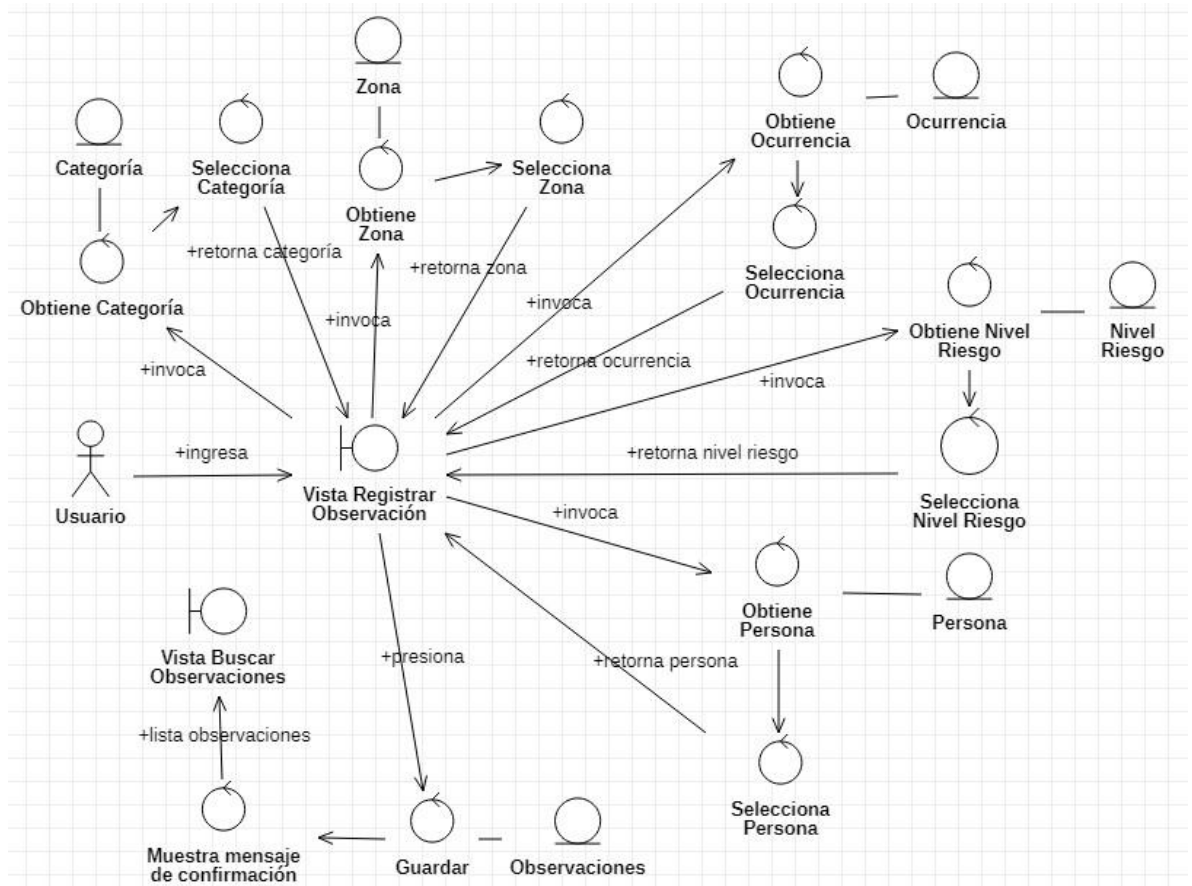 Zona
Categoría
Selecciona
Categoría
Selecciona
Zona
Obtiene
Ocurrencia
Ocurrencia
Obtiene
Zona
+retorna categoría
+retorna zona
Obtiene Categoría
Selecciona
Ocurrencia
+invoca
+invoca
+invoca
+retorna ocurrencia
Obtiene Nivel
Riesgo
Nivel
Riesgo
+invoca
+ingresa
+retorna nivel riesgo
Usuario
Vista Registrar
Observación
Selecciona
Nivel Riesgo
+invoca
Obtiene
Persona
Persona
Vista Buscar
Observaciones
+presiona
+retorna persona
+lista observaciones
Selecciona
Persona
Muestra mensaje
de confirmación
Guardar
Observaciones